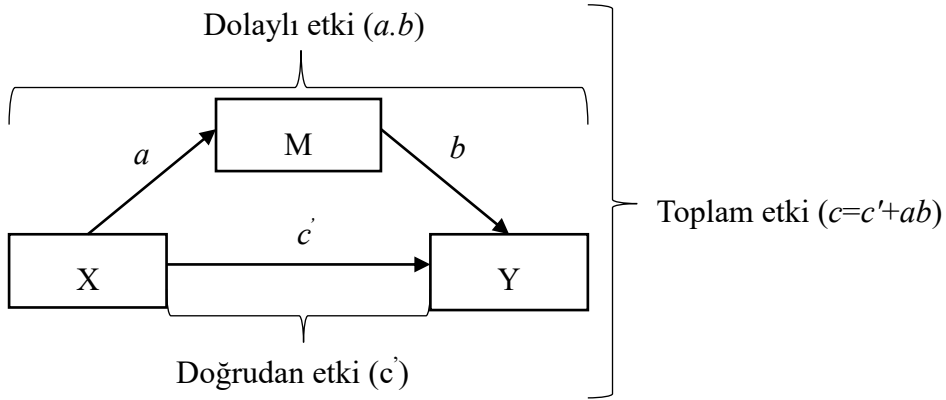 Dolaylı etki (a.b)
M
a
b
Toplam etki (c=c'+ab)
c’
X
Y
Doğrudan etki (c’)